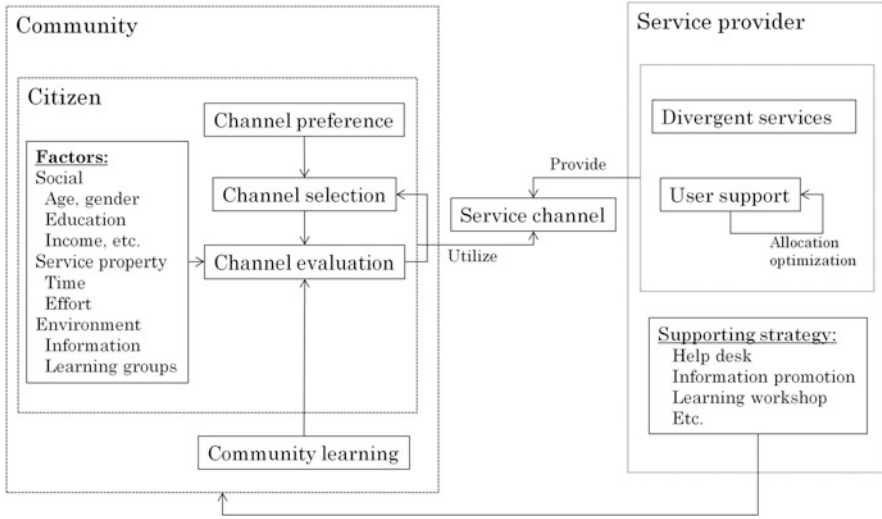 Community
Citizen
Channel preference
Factors:
Social
Age, gender
Education
Income, etc.
Service property
Time
Effort
Environment
Information
Learning groups
Channel selection
Channel evaluation
Community learning
Utilize
Provide
Service channel
Service provider
Divergent services
User support
Allocation
optimization
Supporting strategy:
Help desk
Information promotion
Learning workshop
Etc.